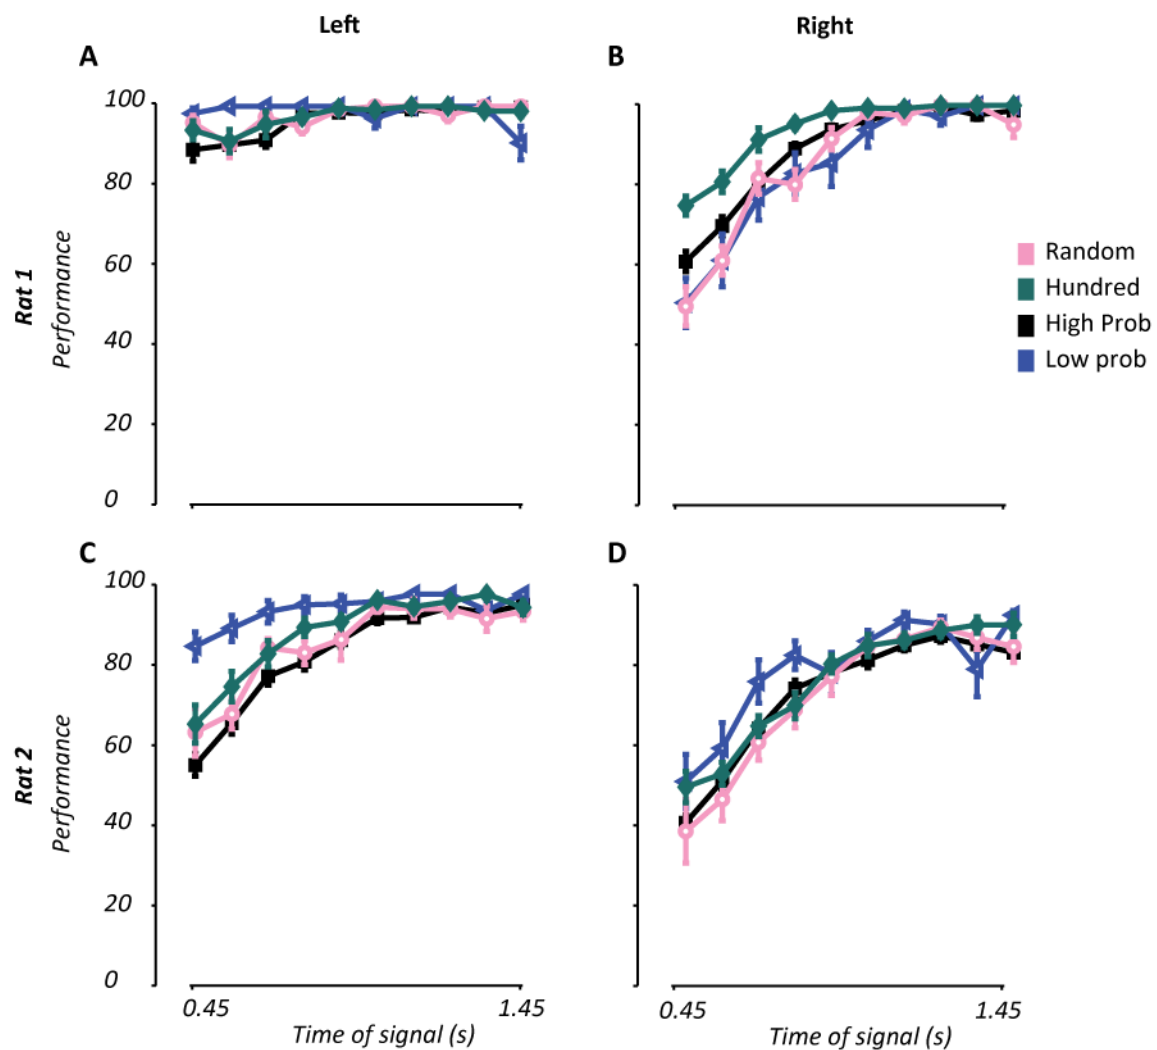 Left
Right
A
B
100
80
60
40
20
0
Rat 1
Performance
Random
Hundred
High Prob
Low prob
C
D
100
80
60
40
20
0
Rat 2
Performance
0.45
1.45
0.45
1.45
Time of signal (s)
Time of signal (s)